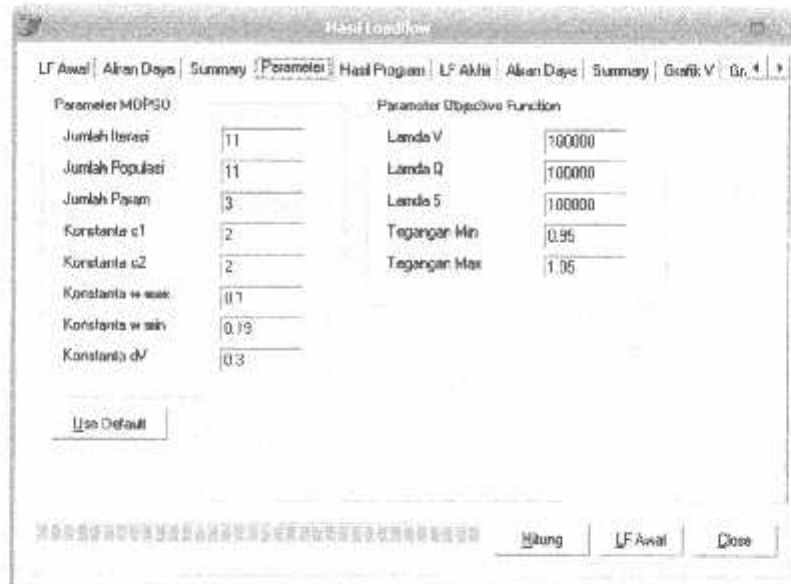 Hasil Loadflow
LF Awal Aliran Daya Summary Parameter Hasil Program LF Akhir Aliran Daya Summary Grafik V Gr.
Parameter MOPSO
Jumlah Iterasi 11
Jumlah Populasi 11
Jumlah Param 3
Konstanta c1 2
Konstanta c2 2
Konstanta w max 0.1
Konstanta w min 0.19
Konstanta dV 0.3
Use Default
Parameter Objective Function
Lamda V 100000
Lamda Q 100000
Lamda S 100000
Tegangan Min 0.95
Tegangan Max 1.05
Hitung LF Awal Close